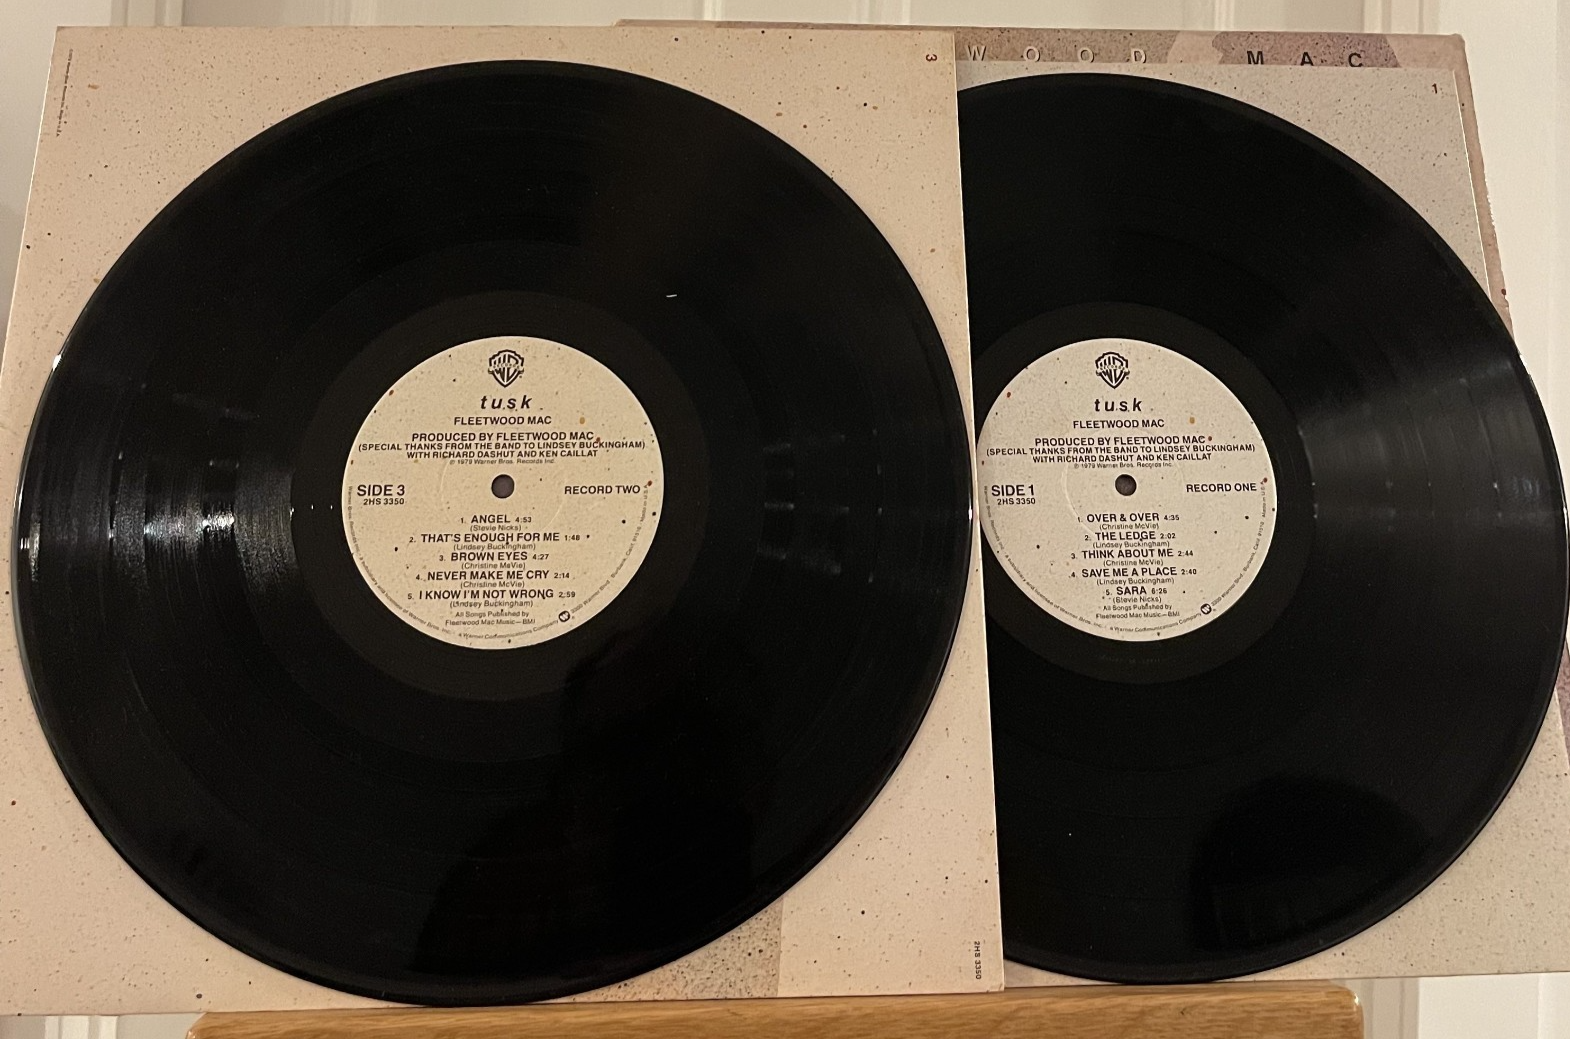 3
WOOD MAC
1
tusk
FLEETWOOD MAC
PRODUCED BY FLEETWOOD MAC
(SPECIAL THANKS FROM THE BAND TO LINDSEY BUCKINGHAM)
WITH RICHARD DASHUT AND KEN CAILLAT
℗ 1979 Warner Bros. Records Inc.
SIDE 3
2HS 3350
RECORD TWO
1. ANGEL 4:53
(Stevie Nicks)
2. THAT'S ENOUGH FOR ME 1:48
(Lindsey Buckingham)
3. BROWN EYES 4:27
(Christine McVie)
4. NEVER MAKE ME CRY 2:14
(Christine McVie)
5. I KNOW I'M NOT WRONG 2:59
(Lindsey Buckingham)
All Songs Published by
Fleetwood Mac Music—BMI
tusk
FLEETWOOD MAC
PRODUCED BY FLEETWOOD MAC
(SPECIAL THANKS FROM THE BAND TO LINDSEY BUCKINGHAM)
WITH RICHARD DASHUT AND KEN CAILLAT
℗ 1979 Warner Bros. Records Inc.
SIDE 1
2HS 3350
RECORD ONE
1. OVER & OVER 4:35
(Christine McVie)
2. THE LEDGE 2:02
(Lindsey Buckingham)
3. THINK ABOUT ME 2:44
(Christine McVie)
4. SAVE ME A PLACE 2:40
(Lindsey Buckingham)
5. SARA 6:26
(Stevie Nicks)
All Songs Published by
Fleetwood Mac Music—BMI
2HS 3350